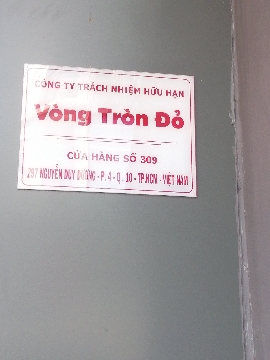 CÔNG TY TRÁCH NHIỆM HỮU HẠN
Vòng Tròn Đỏ
CỬA HÀNG SỐ 309
297 NGUYỄN DUY DƯƠNG - P. 4 - Q. 10 - TP.HCM - VIỆT NAM